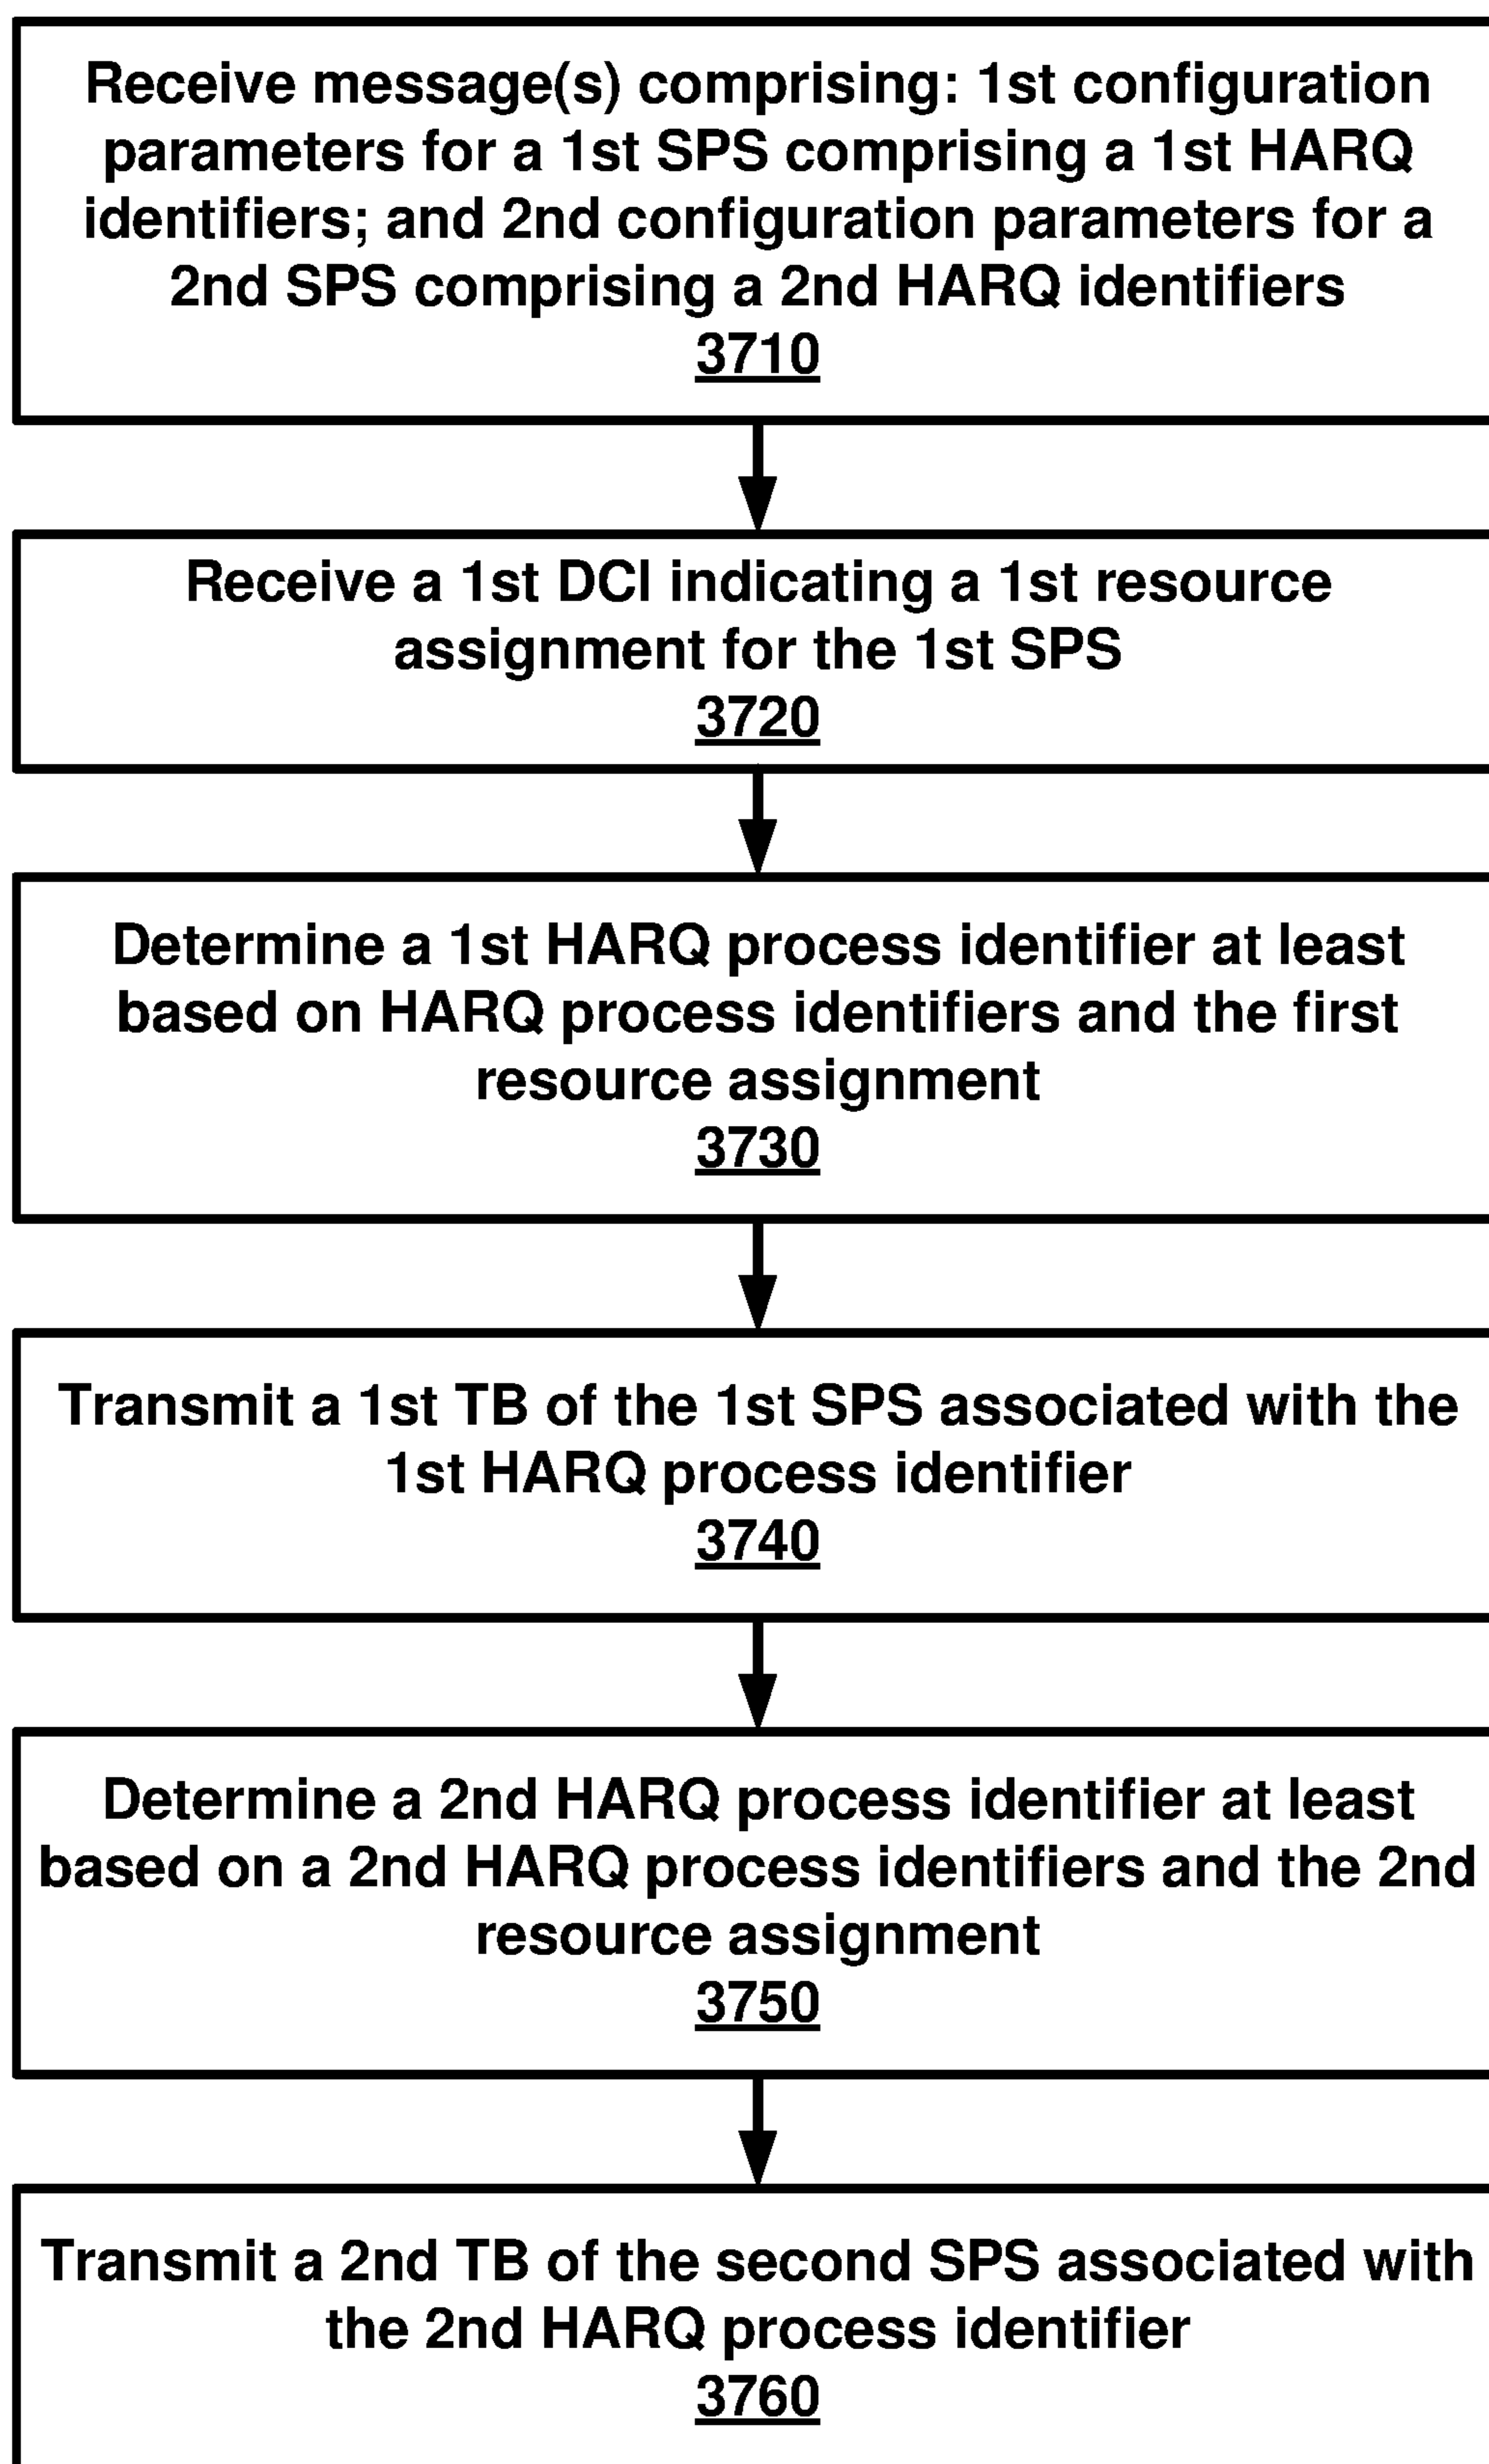 Receive message(s) comprising: 1st configuration
parameters for a 1st SPS comprising a 1st HARQ
identifiers; and 2nd configuration parameters for a
2nd SPS comprising a 2nd HARQ identifiers
3710
Receive a 1st DCI indicating a 1st resource
assignment for the 1st SPS
3720
Determine a 1st HARQ process identifier at least
based on HARQ process identifiers and the first
resource assignment
3730
Transmit a 1st TB of the 1st SPS associated with the
1st HARQ process identifier
3740
Determine a 2nd HARQ process identifier at least
based on a 2nd HARQ process identifiers and the 2nd
resource assignment
3750
Transmit a 2nd TB of the second SPS associated with
the 2nd HARQ process identifier
3760